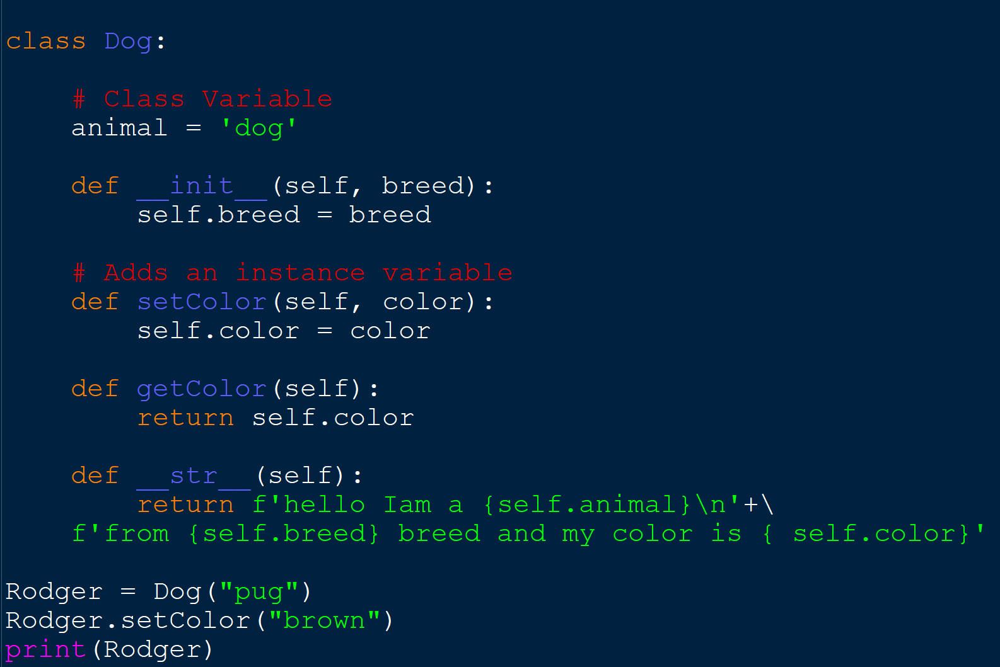 class Dog:
# Class Variable
animal = 'dog'
def __init__(self, breed):
self.breed = breed
# Adds an instance variable
def setColor(self, color):
self.color = color
def getColor(self):
return self.color
def __str__(self):
return f'hello Iam a {self.animal}\n'+\
f'from {self.breed} breed and my color is { self.color}'
Rodger = Dog("pug")
Rodger.setColor("brown")
print(Rodger)